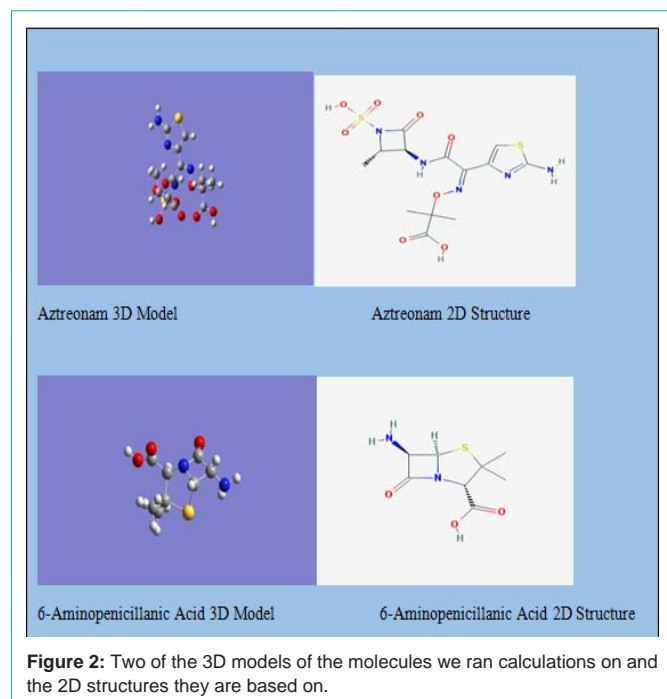 Aztreonam 3D Model
Aztreonam 2D Structure
6-Aminopenicillanic Acid 3D Model
6-Aminopenicillanic Acid 2D Structure
Figure 2: Two of the 3D models of the molecules we ran calculations on and
the 2D structures they are based on.